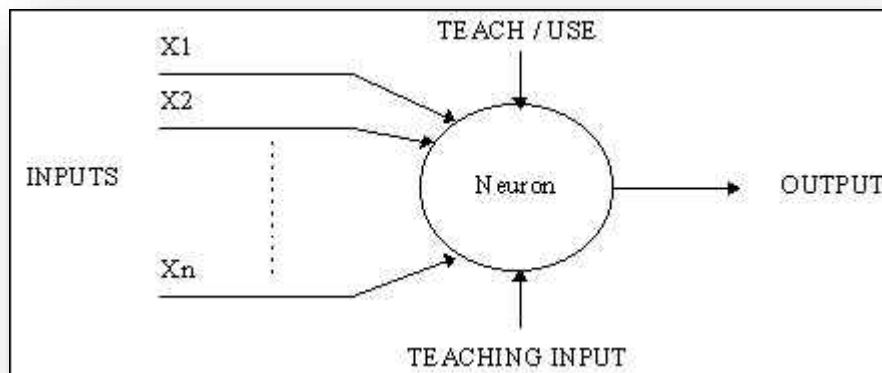 TEACH / USE
X1
X2
INPUTS
Neuron
OUTPUT
Xn
TEACHING INPUT